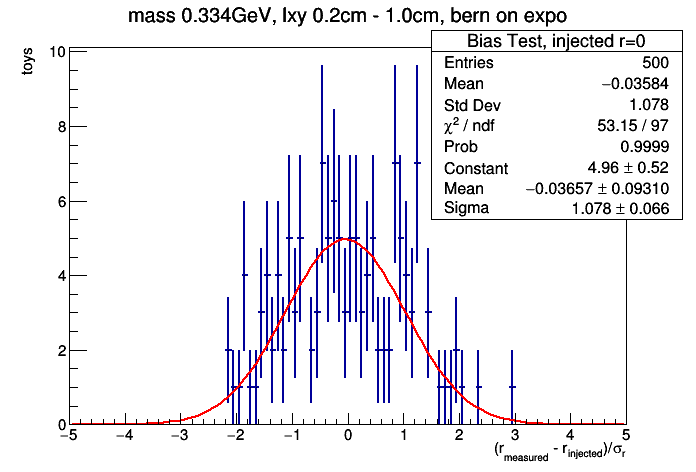 mass 0.334GeV, lxy 0.2cm - 1.0cm, bern on expo
Bias Test, injected r=0
Entries 500
Mean −0.03584
Std Dev 1.078
χ² / ndf 53.15 / 97
Prob 0.9999
Constant 4.96 ± 0.52
Mean −0.03657 ± 0.09310
Sigma 1.078 ± 0.066
toys
10
8
6
4
2
0
−5 −4 −3 −2 −1 0 1 2 3 4 5
(r_measured - r_injected)/σ_r